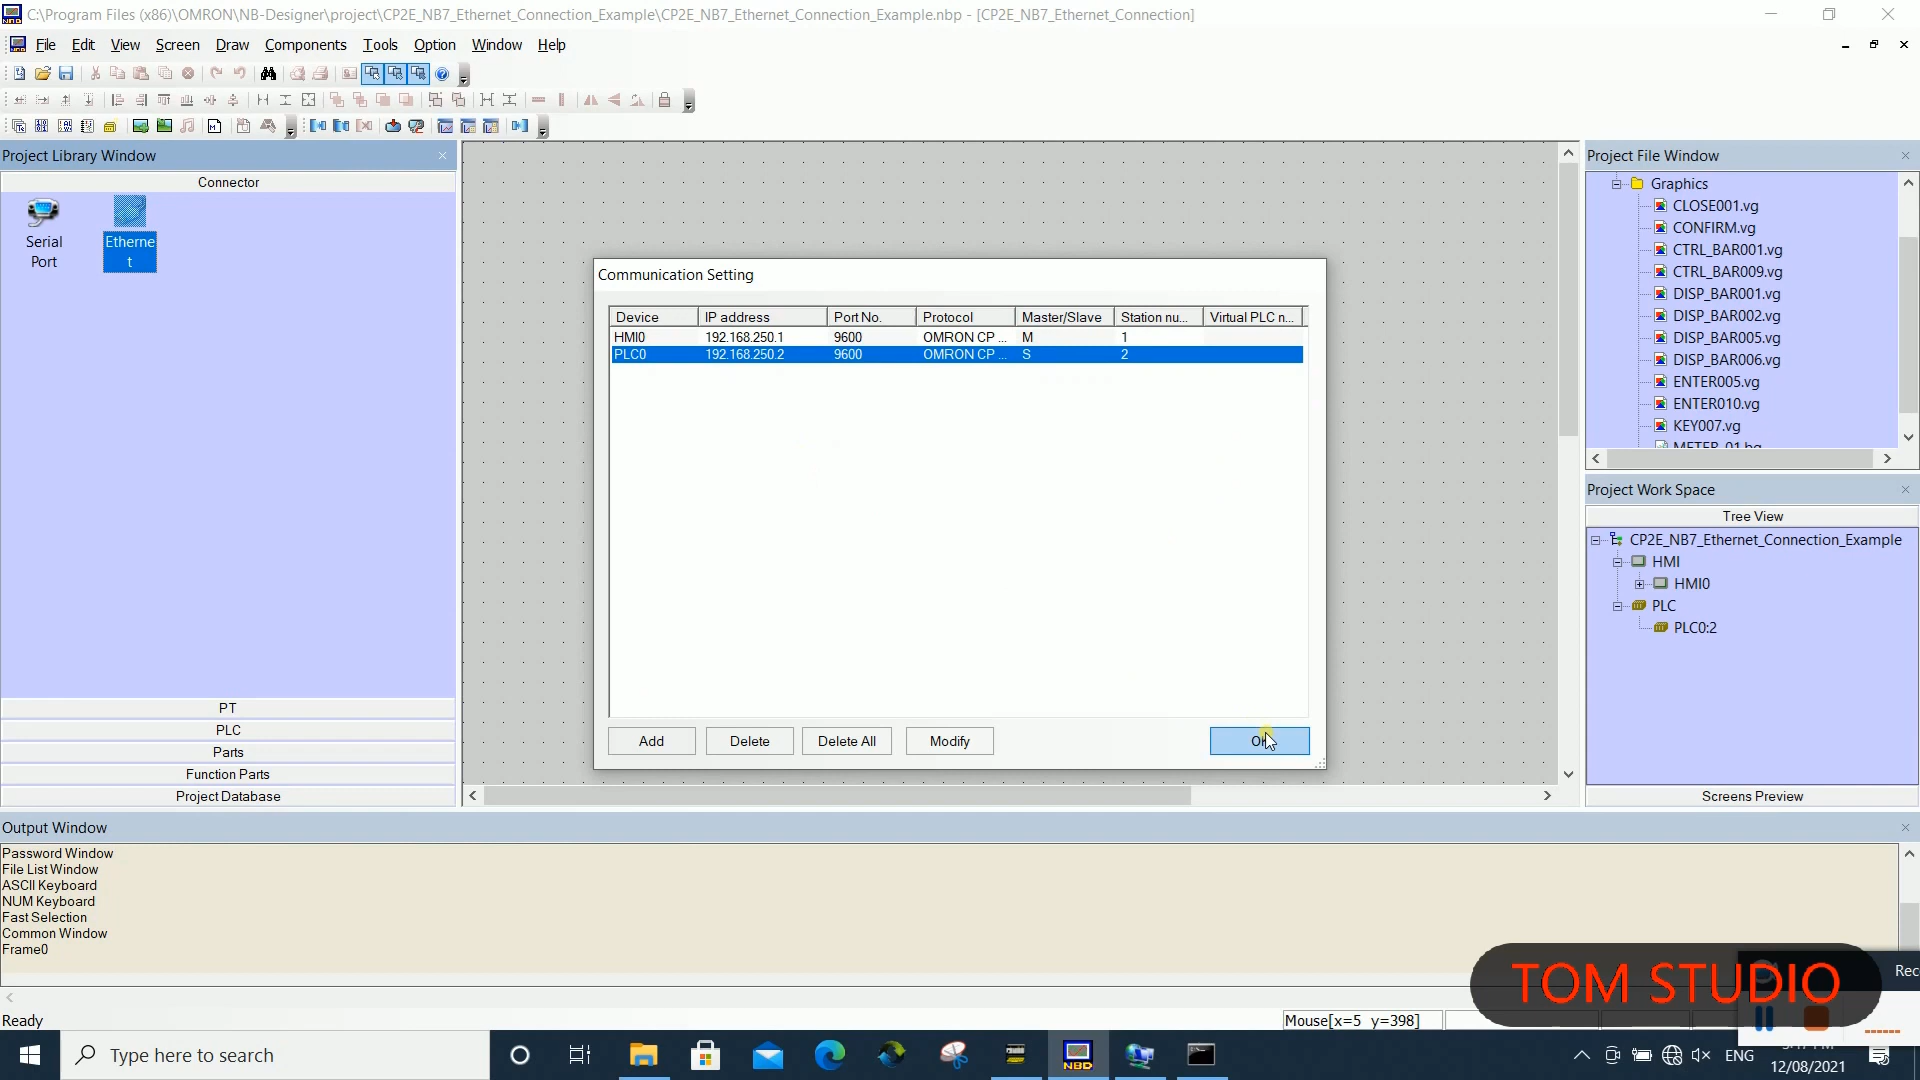 C:\Program Files (x86)\OMRON\NB-Designer\project\CP2E_NB7_Ethernet_Connection_Example\CP2E_NB7_Ethernet_Connection_Example.nbp - [CP2E_NB7_Ethernet_Connection]
File Edit View Screen Draw Components Tools Option Window Help
Project Library Window
Connector
Serial Port
Etherne
t
PT
PLC
Parts
Function Parts
Project Database
Communication Setting
Device IP address Port No. Protocol Master/Slave Station nu... Virtual PLC n...
HMI0 192.168.250.1 9600 OMRON CP ... M 1
PLC0 192.168.250.2 9600 OMRON CP ... S 2
Add Delete Delete All Modify
Project File Window
Graphics
CLOSE001.vg
CONFIRM.vg
CTRL_BAR001.vg
CTRL_BAR009.vg
DISP_BAR001.vg
DISP_BAR002.vg
DISP_BAR005.vg
DISP_BAR006.vg
ENTER005.vg
ENTER010.vg
KEY007.vg
METER_01.bg
Project Work Space
Tree View
CP2E_NB7_Ethernet_Connection_Example
HMI
HMI0
PLC
PLC0:2
Screens Preview
Output Window
Password Window
File List Window
ASCII Keyboard
NUM Keyboard
Fast Selection
Common Window
Frame0
TOM STUDIO
Rec
Ready
Mouse[x=5 y=398]
Type here to search
NBD
ENG
12/08/2021